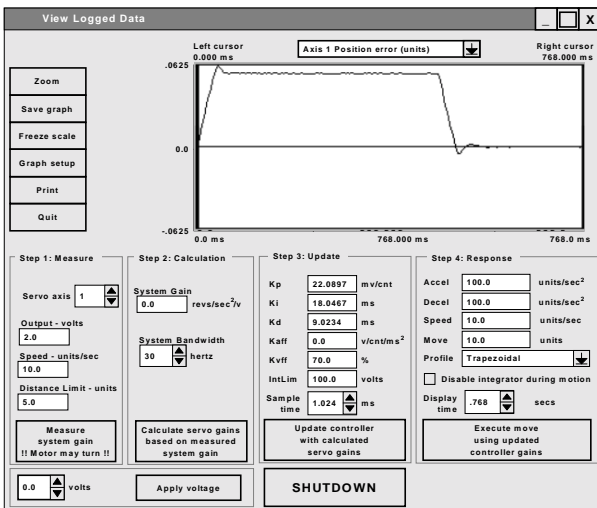 View Logged Data
_ X
Left cursor
0.000 ms
Axis 1 Position error (units)
Right cursor
768.000 ms
Zoom
Save graph
Freeze scale
Graph setup
Print
Quit
.0625
0.0
-.0625
0.0 ms
768.000 ms
768.0 ms
Step 1: Measure
Servo axis 1
Output - volts
2.0
Speed - units/sec
10.0
Distance Limit - units
5.0
Measure
system gain
!! Motor may turn !!
Step 2: Calculation
System Gain
0.0 revs/sec²/v
System Bandwidth
30 hertz
Calculate servo gains
based on measured
system gain
Step 3: Update
Kp 22.0897 mv/cnt
Ki 18.0467 ms
Kd 9.0234 ms
Kaff 0.0 v/cnt/ms²
Kvff 70.0 %
IntLim 100.0 volts
Sample
time 1.024 ms
Update controller
with calculated
servo gains
Step 4: Response
Accel 100.0 units/sec²
Decel 100.0 units/sec²
Speed 10.0 units/sec
Move 10.0 units
Profile Trapezoidal
Disable integrator during motion
Display
time .768 secs
Execute move
using updated
controller gains
0.0 volts
Apply voltage
SHUTDOWN